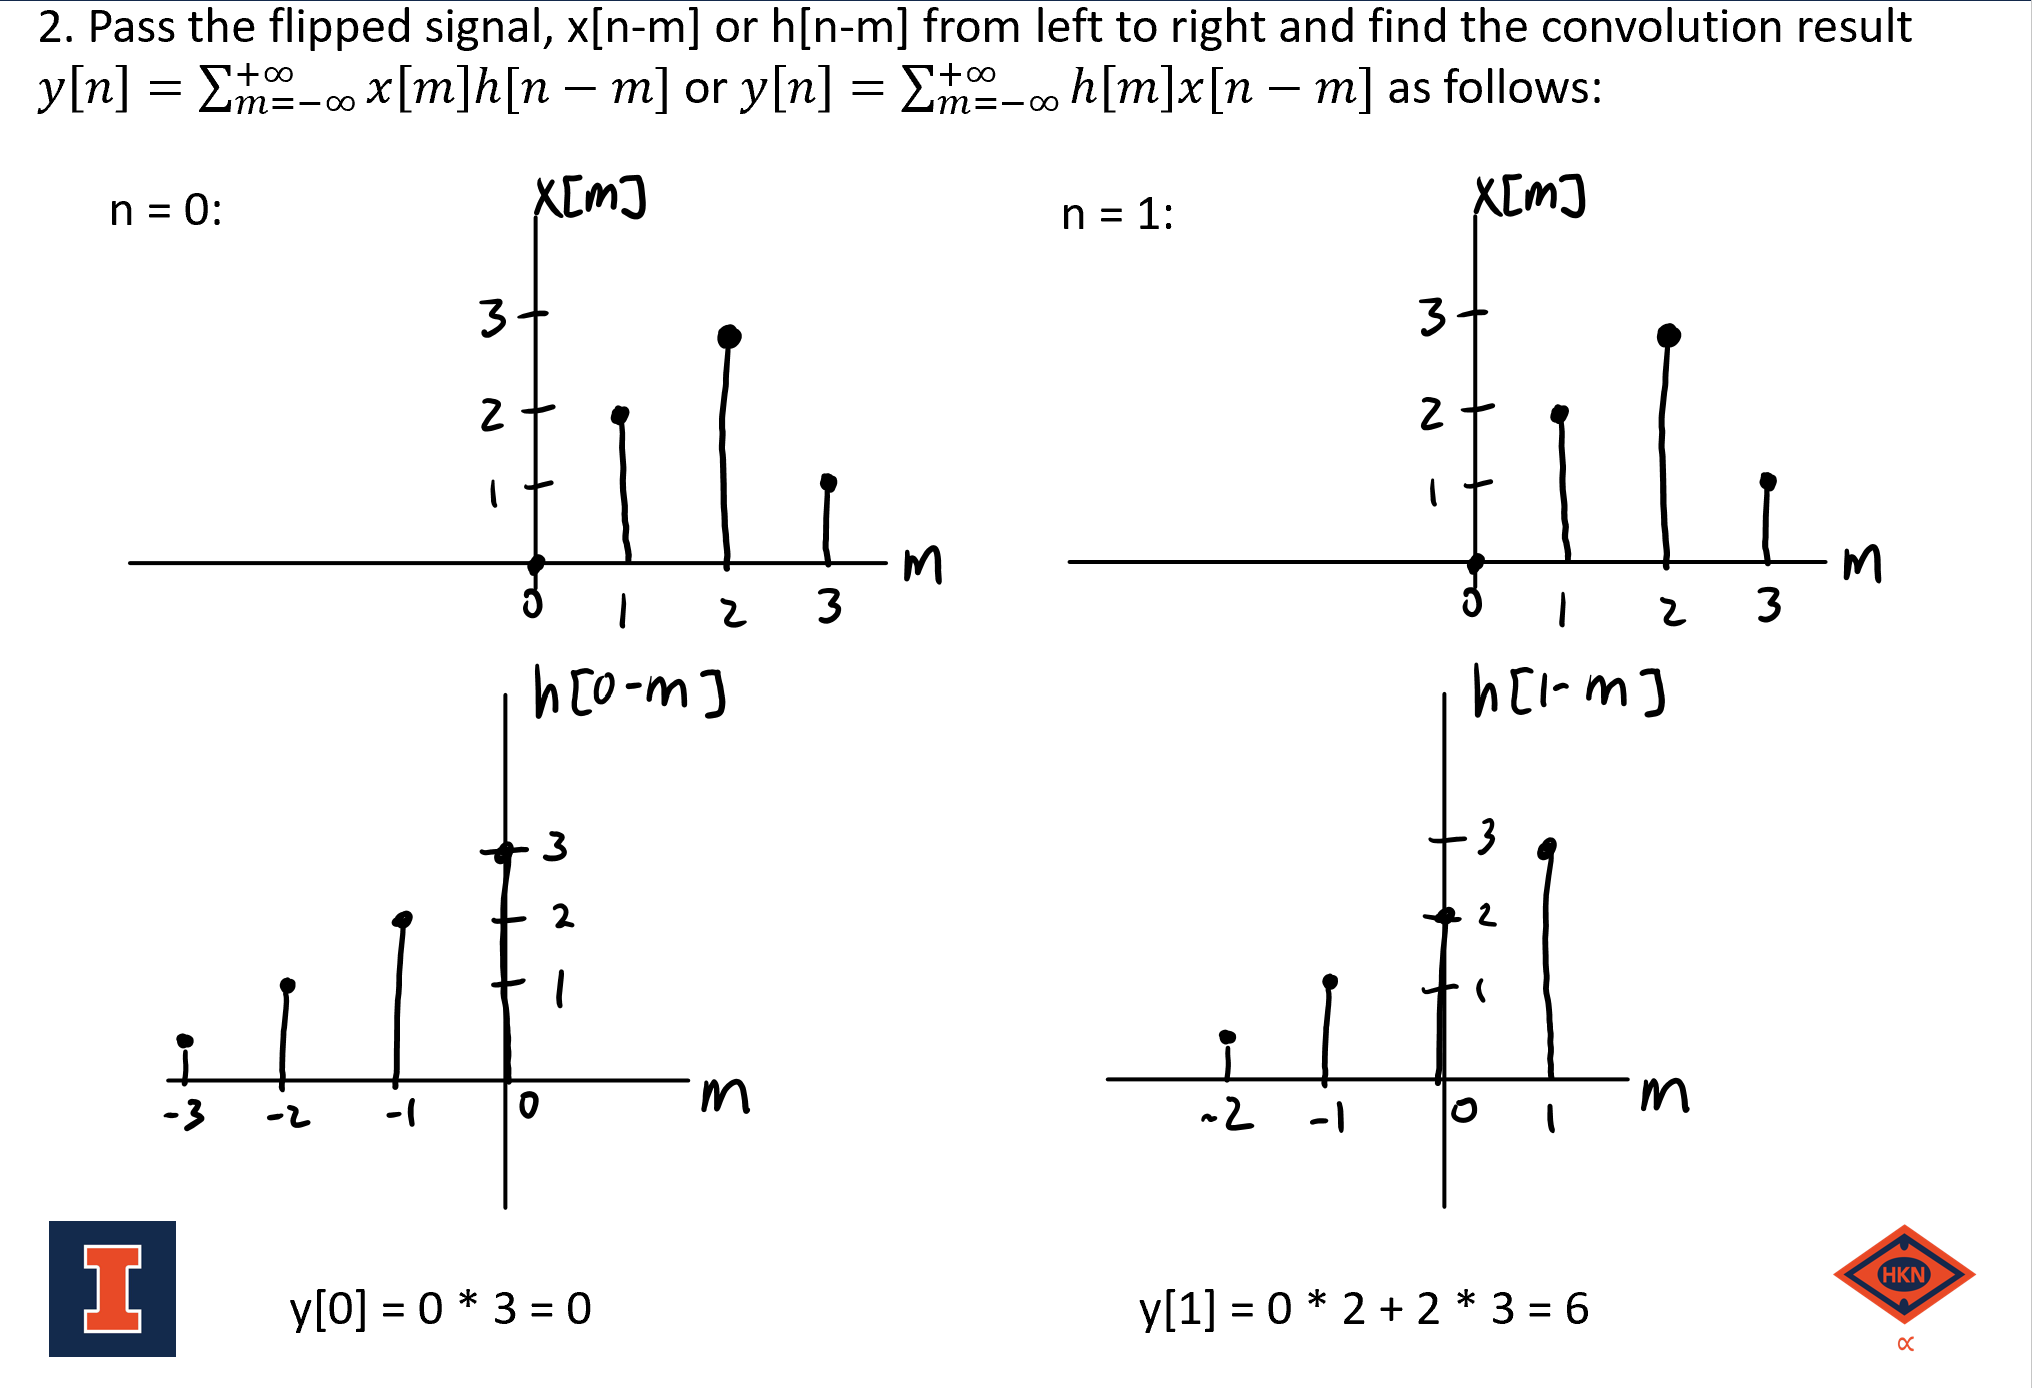 2. Pass the flipped signal, x[n-m] or h[n-m] from left to right and find the convolution result
y[n] = ∑_{m=−∞}^{+∞} x[m]h[n − m] or y[n] = ∑_{m=−∞}^{+∞} h[m]x[n − m] as follows:
n = 0:
x[m]
3
2
1
0 1 2 3
m
h[0-m]
3
2
1
-3 -2 -1 0
m
y[0] = 0 * 3 = 0
n = 1:
x[m]
3
2
1
0 1 2 3
m
h[1-m]
3
2
1
-2 -1 0 1
m
y[1] = 0 * 2 + 2 * 3 = 6
I
HKN
∝